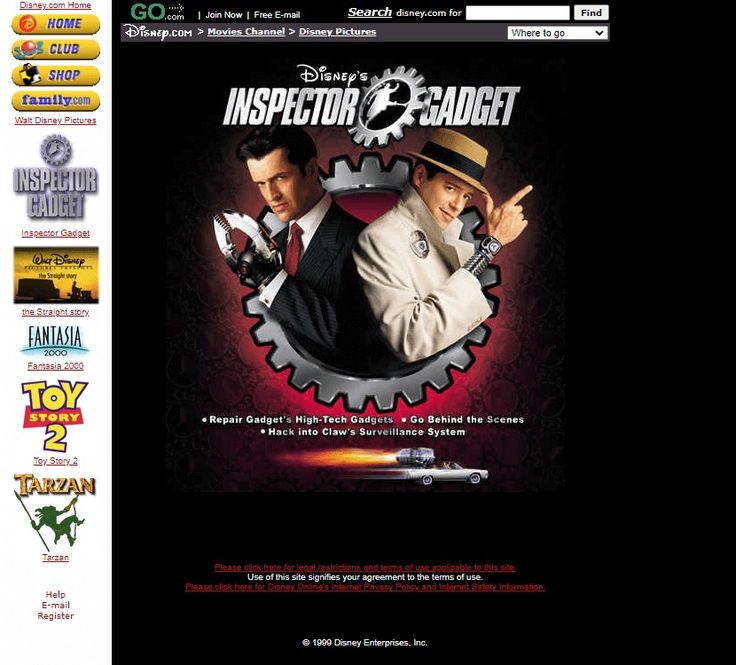 Disney.com Home
HOME
CLUB
SHOP
family.com
Walt Disney Pictures
INSPECTOR
GADGET
Inspector Gadget
WALT DISNEY
PICTURES PRESENTS
the Straight story
the Straight story
FANTASIA
2000
Fantasia 2000
TOY
STORY
2
Toy Story 2
TARZAN
Tarzan
Help
E-mail
Register
GO.com | Join Now | Free E-mail Search disney.com for Find
Disney.com > Movies Channel > Disney Pictures Where to go
Disney's
INSPECTOR GADGET
• Repair Gadget's High-Tech Gadgets • Go Behind the Scenes
• Hack into Claw's Surveillance System
Please click here for legal restrictions and terms of use applicable to this site.
Use of this site signifies your agreement to the terms of use.
Please click here for Disney Online's Internet Privacy Policy and Internet Safety Information.
© 1999 Disney Enterprises, Inc.